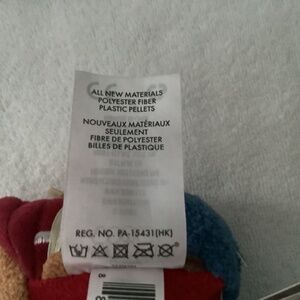 ALL NEW MATERIALS
POLYESTER FIBER
PLASTIC PELLETS
NOUVEAUX MATÉRIAUX
SEULEMENT
FIBRE DE POLYESTER
BILLES DE PLASTIQUE
REG. NO. PA-15431(HK)